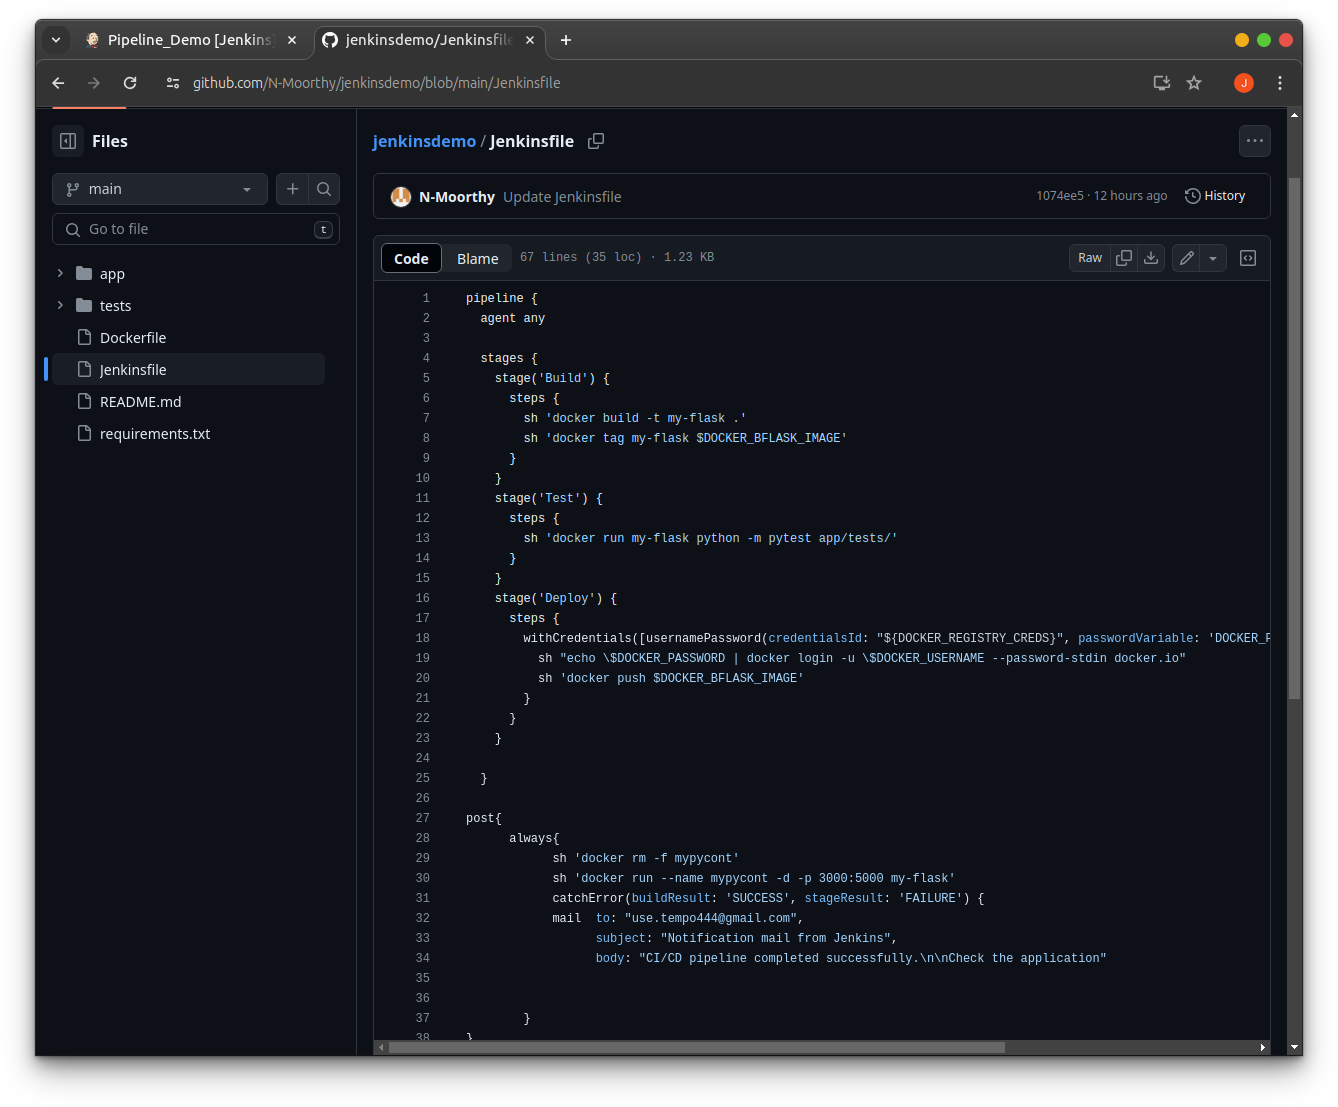 Pipeline_Demo [Jenkins]
jenkinsdemo/Jenkinsfile
github.com/N-Moorthy/jenkinsdemo/blob/main/Jenkinsfile
J
Files
main
Go to file
t
app
tests
Dockerfile
Jenkinsfile
README.md
requirements.txt
jenkinsdemo / Jenkinsfile
N-Moorthy Update Jenkinsfile
1074ee5 · 12 hours ago
History
Code
Blame
67 lines (35 loc) · 1.23 KB
Raw
1 pipeline {
2 agent any
3
4 stages {
5 stage('Build') {
6 steps {
7 sh 'docker build -t my-flask .'
8 sh 'docker tag my-flask $DOCKER_BFLASK_IMAGE'
9 }
10 }
11 stage('Test') {
12 steps {
13 sh 'docker run my-flask python -m pytest app/tests/'
14 }
15 }
16 stage('Deploy') {
17 steps {
18 withCredentials([usernamePassword(credentialsId: "${DOCKER_REGISTRY_CREDS}", passwordVariable: 'DOCKER_P
19 sh "echo \$DOCKER_PASSWORD | docker login -u \$DOCKER_USERNAME --password-stdin docker.io"
20 sh 'docker push $DOCKER_BFLASK_IMAGE'
21 }
22 }
23 }
24
25 }
26
27 post{
28 always{
29 sh 'docker rm -f mypycont'
30 sh 'docker run --name mypycont -d -p 3000:5000 my-flask'
31 catchError(buildResult: 'SUCCESS', stageResult: 'FAILURE') {
32 mail to: "use.tempo444@gmail.com",
33 subject: "Notification mail from Jenkins",
34 body: "CI/CD pipeline completed successfully.\n\nCheck the application"
35
36
37 }
38 }